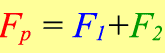 Fp = F1+F2